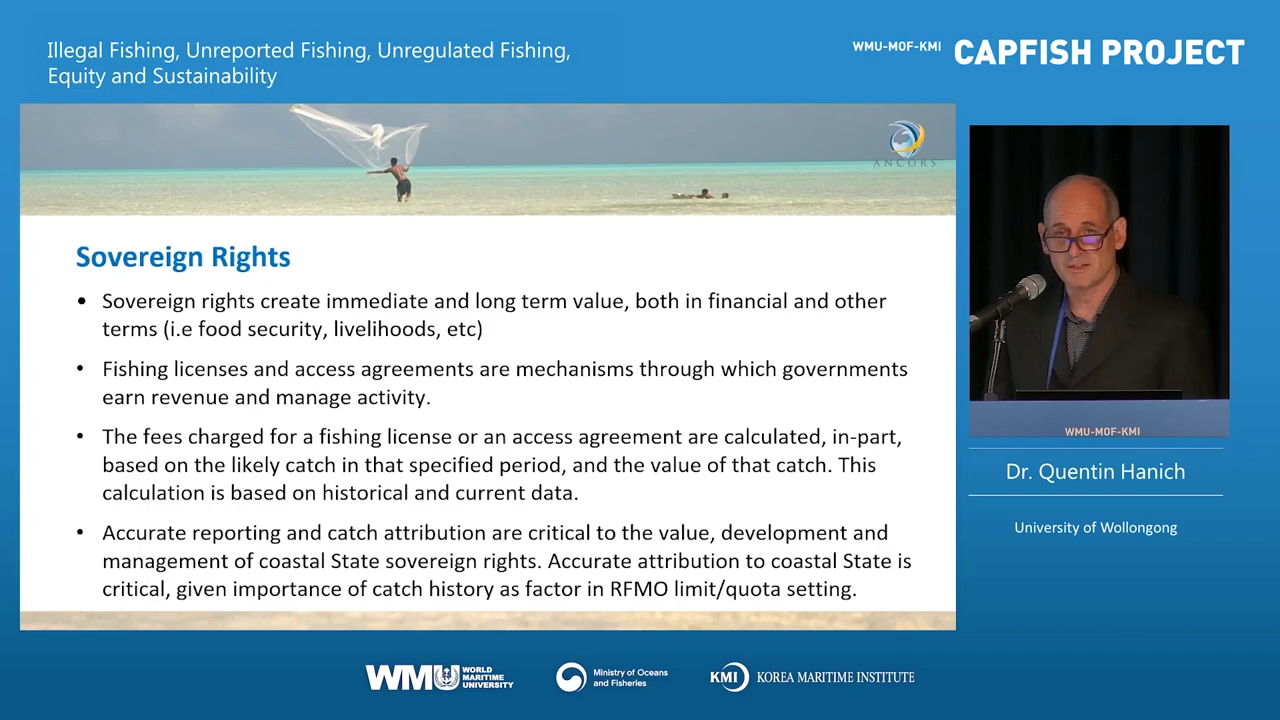 Illegal Fishing, Unreported Fishing, Unregulated Fishing,
Equity and Sustainability
WMU-MOF-KMI CAPFISH PROJECT
ANCORS
Sovereign Rights
• Sovereign rights create immediate and long term value, both in financial and other
terms (i.e food security, livelihoods, etc)
• Fishing licenses and access agreements are mechanisms through which governments
earn revenue and manage activity.
• The fees charged for a fishing license or an access agreement are calculated, in-part,
based on the likely catch in that specified period, and the value of that catch. This
calculation is based on historical and current data.
• Accurate reporting and catch attribution are critical to the value, development and
management of coastal State sovereign rights. Accurate attribution to coastal State is
critical, given importance of catch history as factor in RFMO limit/quota setting.
WMU-MOF-KMI
Dr. Quentin Hanich
University of Wollongong
WMU WORLD
MARITIME
UNIVERSITY
Ministry of Oceans
and Fisheries
KMI KOREA MARITIME INSTITUTE